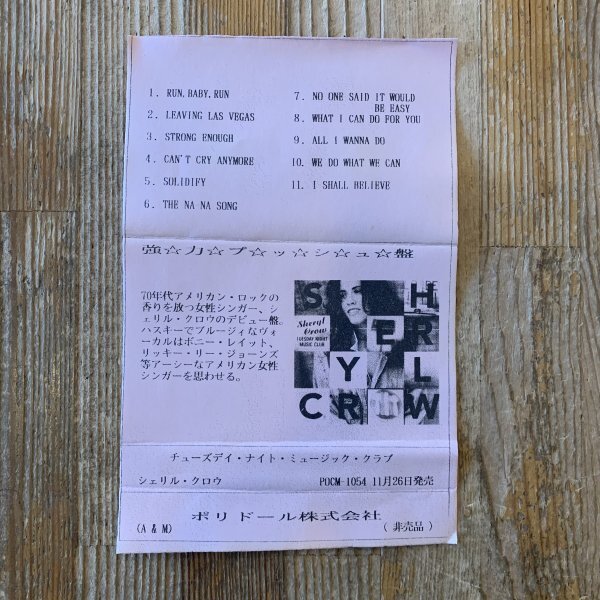 1. RUN, BABY, RUN
2. LEAVING LAS VEGAS
3. STRONG ENOUGH
4. CAN'T CRY ANYMORE
5. SOLIDIFY
6. THE NA NA SONG
7. NO ONE SAID IT WOULD
BE EASY
8. WHAT I CAN DO FOR YOU
9. ALL I WANNA DO
10. WE DO WHAT WE CAN
11. I SHALL BELIEVE
強☆力☆プ☆ッ☆シ☆ュ☆盤
70年代アメリカン・ロックの
香りを放つ女性シンガー、シ
ェリル・クロウのデビュー盤。
ハスキーでブルージィなヴォ
ーカルはボニー・レイット、
リッキー・リー・ジョーンズ
等アーシーなアメリカン女性
シンガーを思わせる。
SH
Sheryl
Crow
TUESDAY NIGHT
MUSIC CLUB
ER
YL
CROW
チューズデイ・ナイト・ミュージック・クラブ
シェリル・クロウ POCM-1054 11月26日発売
ポリドール株式会社
(A & M) (非売品)